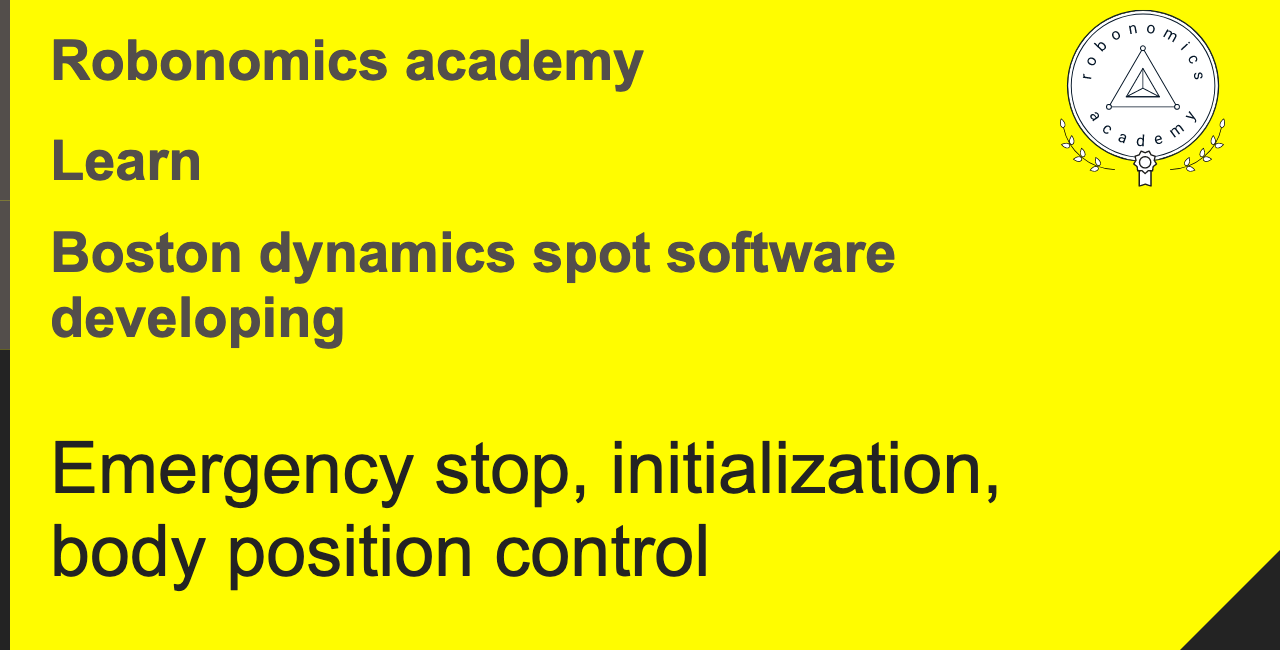 Robonomics academy
robonomics
academy
Learn
Boston dynamics spot software
developing
Emergency stop, initialization,
body position control